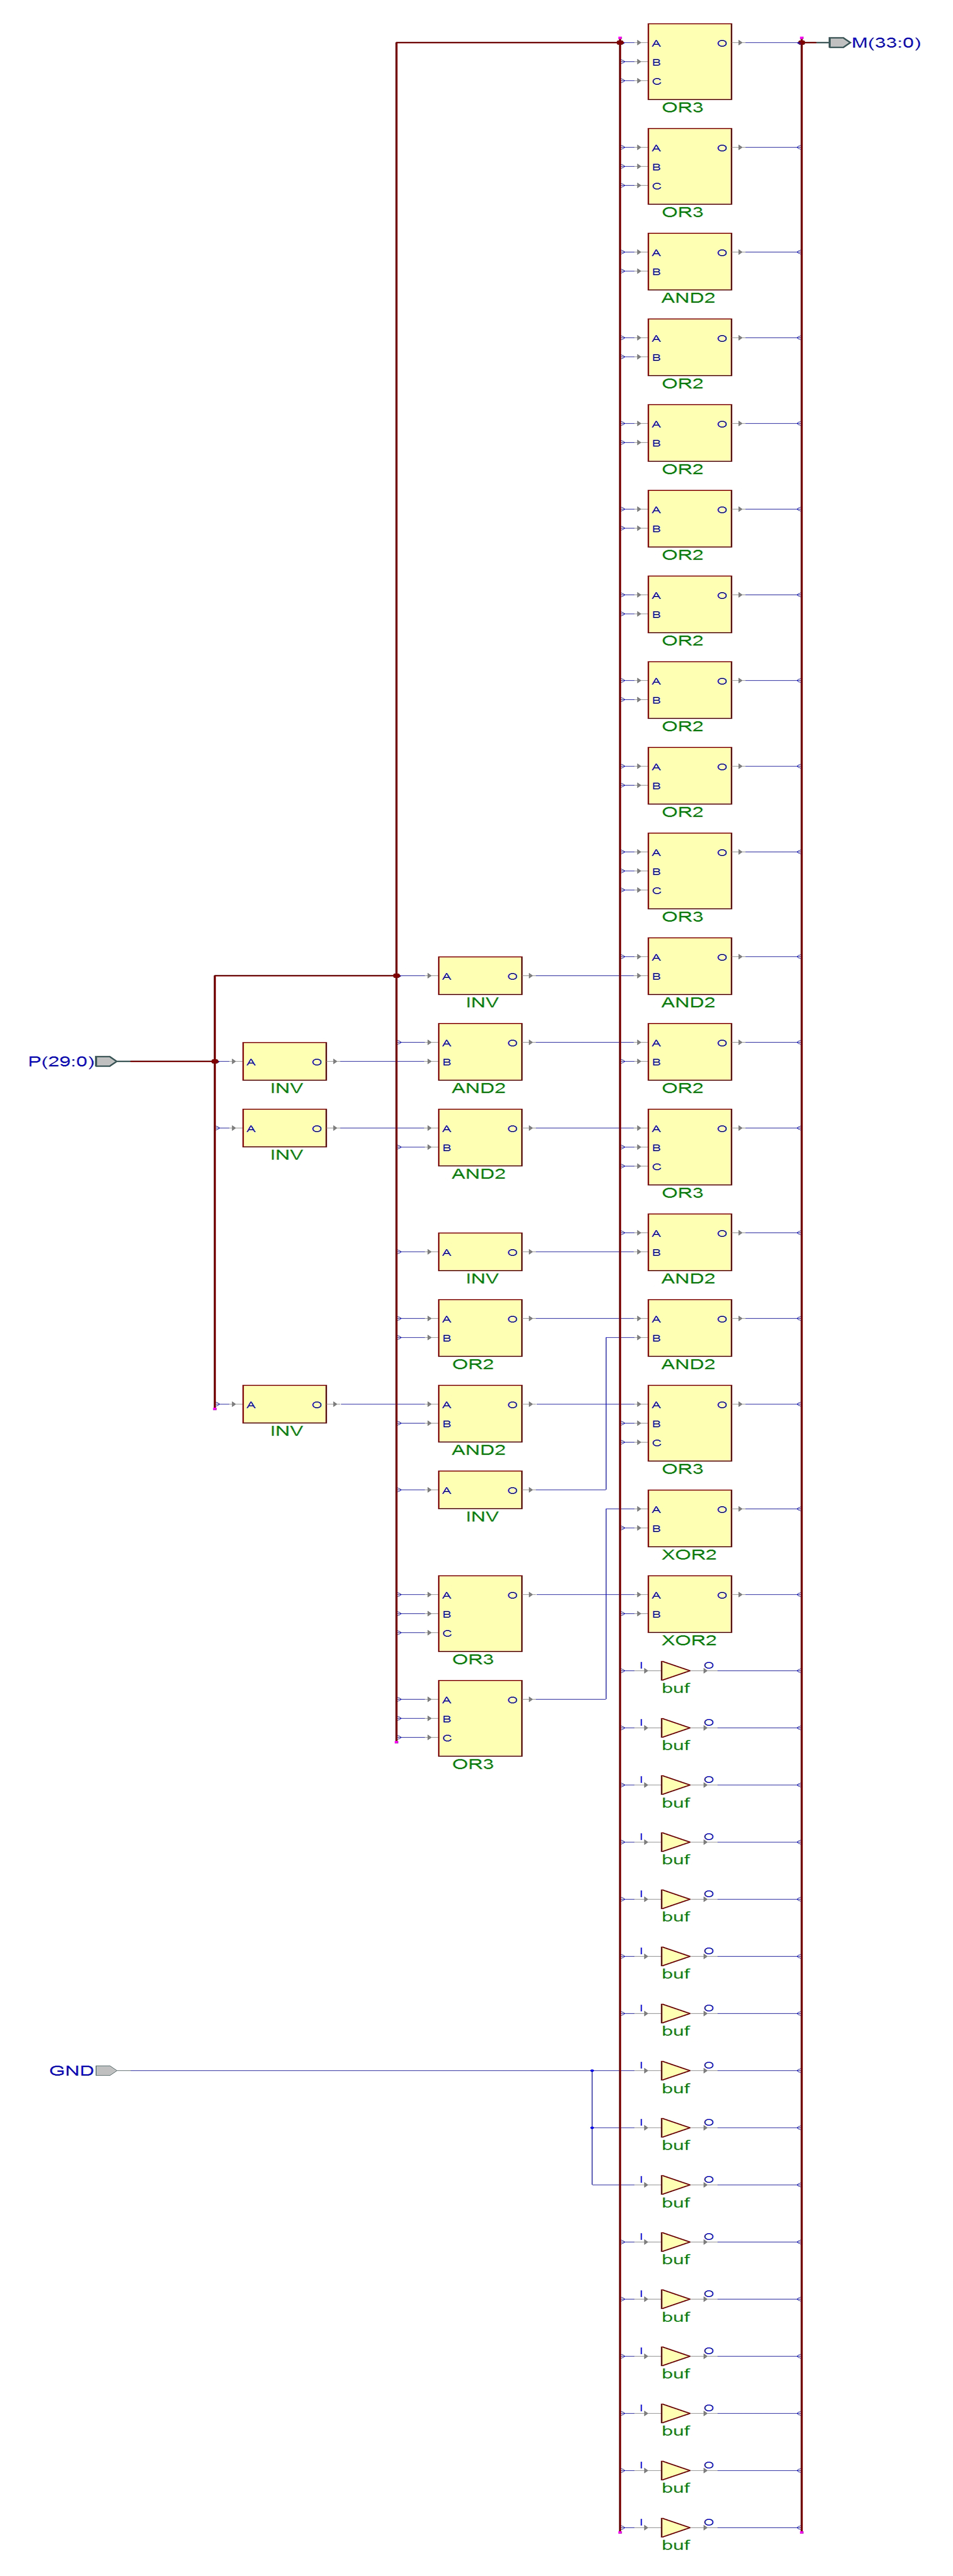 A O M(33:0)
B
C
OR3
A O
B
C
OR3
A O
B
AND2
A O
B
OR2
A O
B
OR2
A O
B
OR2
A O
B
OR2
A O
B
OR2
A O
B
OR2
A O
B
C
OR3
A O
A O B
INV AND2
A O A O
P(29:0) A O B B
INV AND2 OR2
A O A O A O
B B
INV
C
AND2
OR3
A O
A O B
INV AND2
A O A O
B B
OR2 AND2
A O A O A O
B B
INV
C
AND2
OR3
A O
A O
INV
B
XOR2
A O A O
B B
C
XOR2
OR3
I O
buf
A O
B
I O
C
buf
OR3
I O
buf
I O
buf
I O
buf
I O
buf
I O
buf
I O
GND
buf
I O
buf
I O
buf
I O
buf
I O
buf
I O
buf
I O
buf
I O
buf
I O
buf